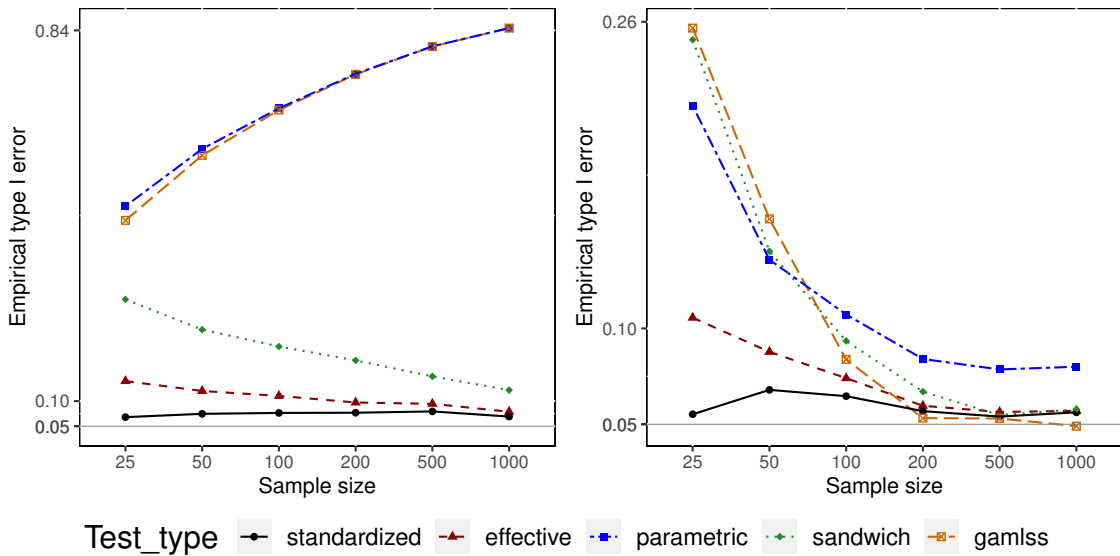 0.84
0.10
0.05
Empirical type I error
25 50 100 200 500 1000
Sample size
0.26
0.10
0.05
Empirical type I error
25 50 100 200 500 1000
Sample size
Test_type standardized effective parametric sandwich gamlss